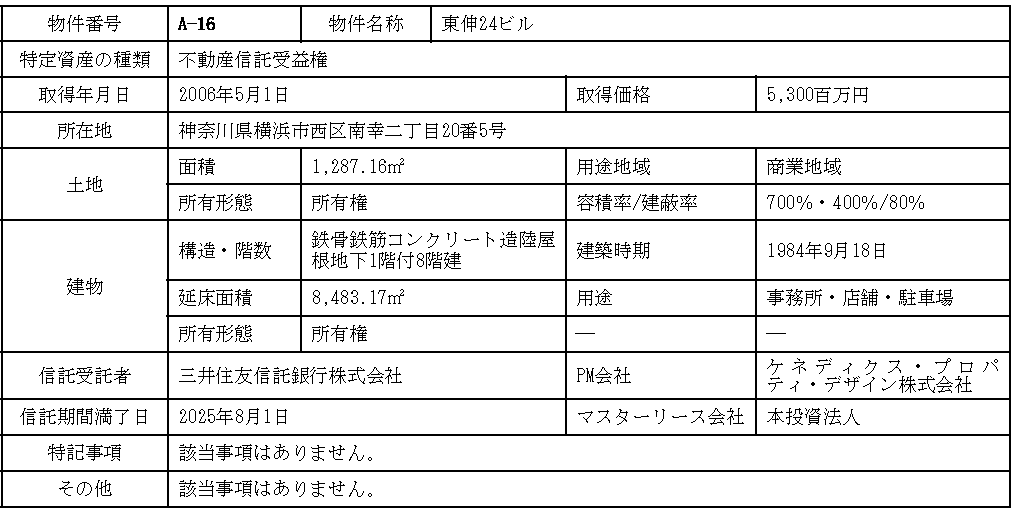 物件番号 A-16 物件名称 東伸24ビル
特定資産の種類 不動産信託受益権
取得年月日 2006年5月1日 取得価格 5,300百万円
所在地 神奈川県横浜市西区南幸二丁目20番5号
土地 面積 1,287.16㎡ 用途地域 商業地域
所有形態 所有権 容積率/建蔽率 700%・400%/80%
建物 構造・階数 鉄骨鉄筋コンクリート造陸屋
根地下1階付8階建 建築時期 1984年9月18日
延床面積 8,483.17㎡ 用途 事務所・店舗・駐車場
所有形態 所有権 ― ―
信託受託者 三井住友信託銀行株式会社 PM会社 ケネディクス・プロパ
ティ・デザイン株式会社
信託期間満了日 2025年8月1日 マスターリース会社 本投資法人
特記事項 該当事項はありません。
その他 該当事項はありません。